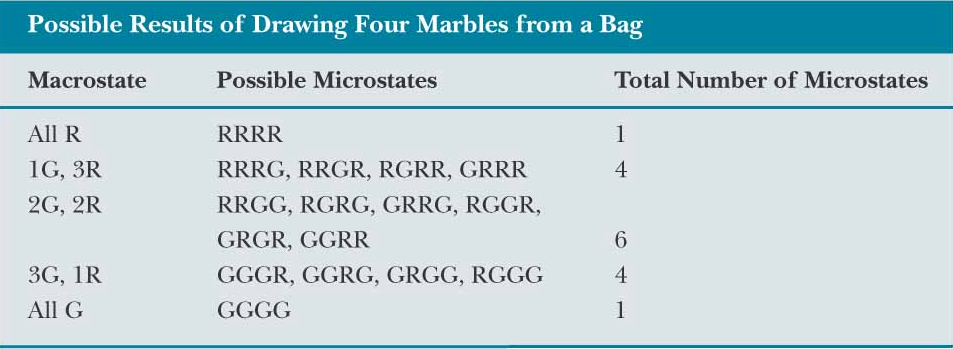 Possible Results of Drawing Four Marbles from a Bag
Macrostate Possible Microstates Total Number of Microstates
All R RRRR 1
1G, 3R RRRG, RRGR, RGRR, GRRR 4
2G, 2R RRGG, RGRG, GRRG, RGGR,
GRGR, GGRR 6
3G, 1R GGGR, GGRG, GRGG, RGGG 4
All G GGGG 1